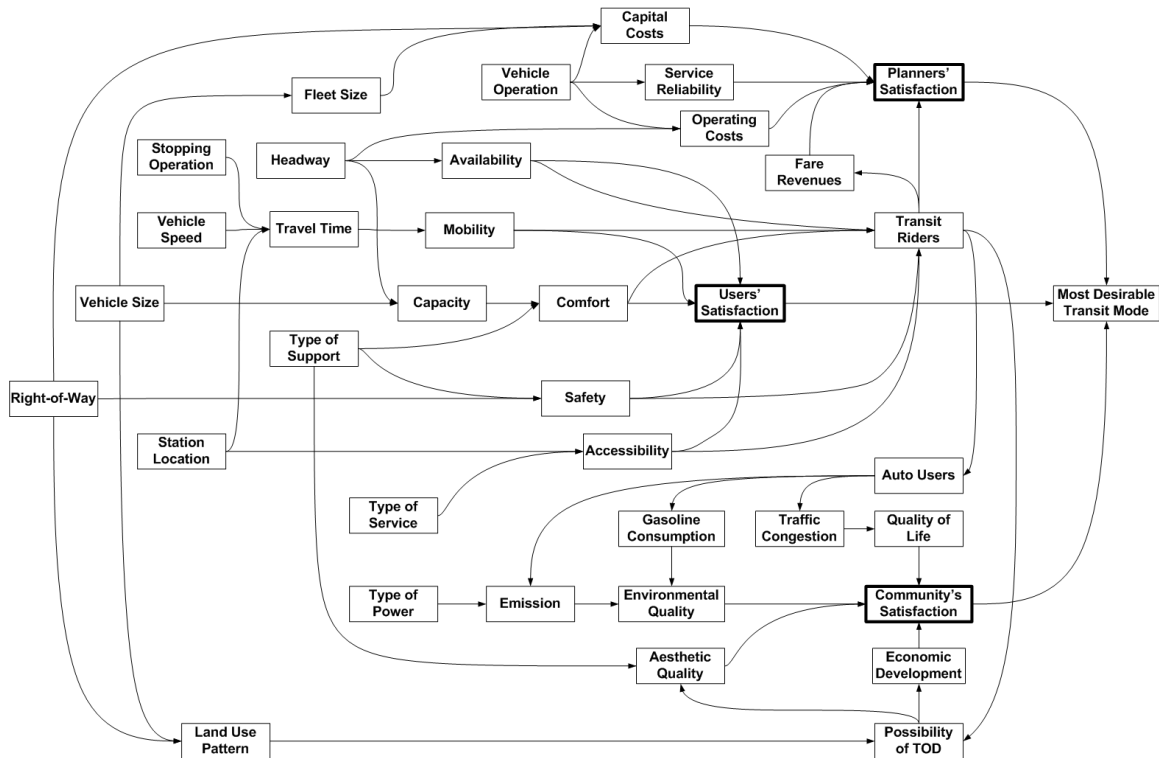 Capital
Costs
Vehicle
Operation
Service
Reliability
Planners'
Satisfaction
Fleet Size
Operating
Costs
Stopping
Operation
Headway
Availability
Fare
Revenues
Vehicle
Speed
Travel Time
Mobility
Transit
Riders
Vehicle Size
Capacity
Comfort
Users'
Satisfaction
Most Desirable
Transit Mode
Type of
Support
Right-of-Way
Safety
Station
Location
Accessibility
Auto Users
Type of
Service
Gasoline
Consumption
Traffic
Congestion
Quality of
Life
Type of
Power
Emission
Environmental
Quality
Community's
Satisfaction
Aesthetic
Quality
Economic
Development
Land Use
Pattern
Possibility
of TOD